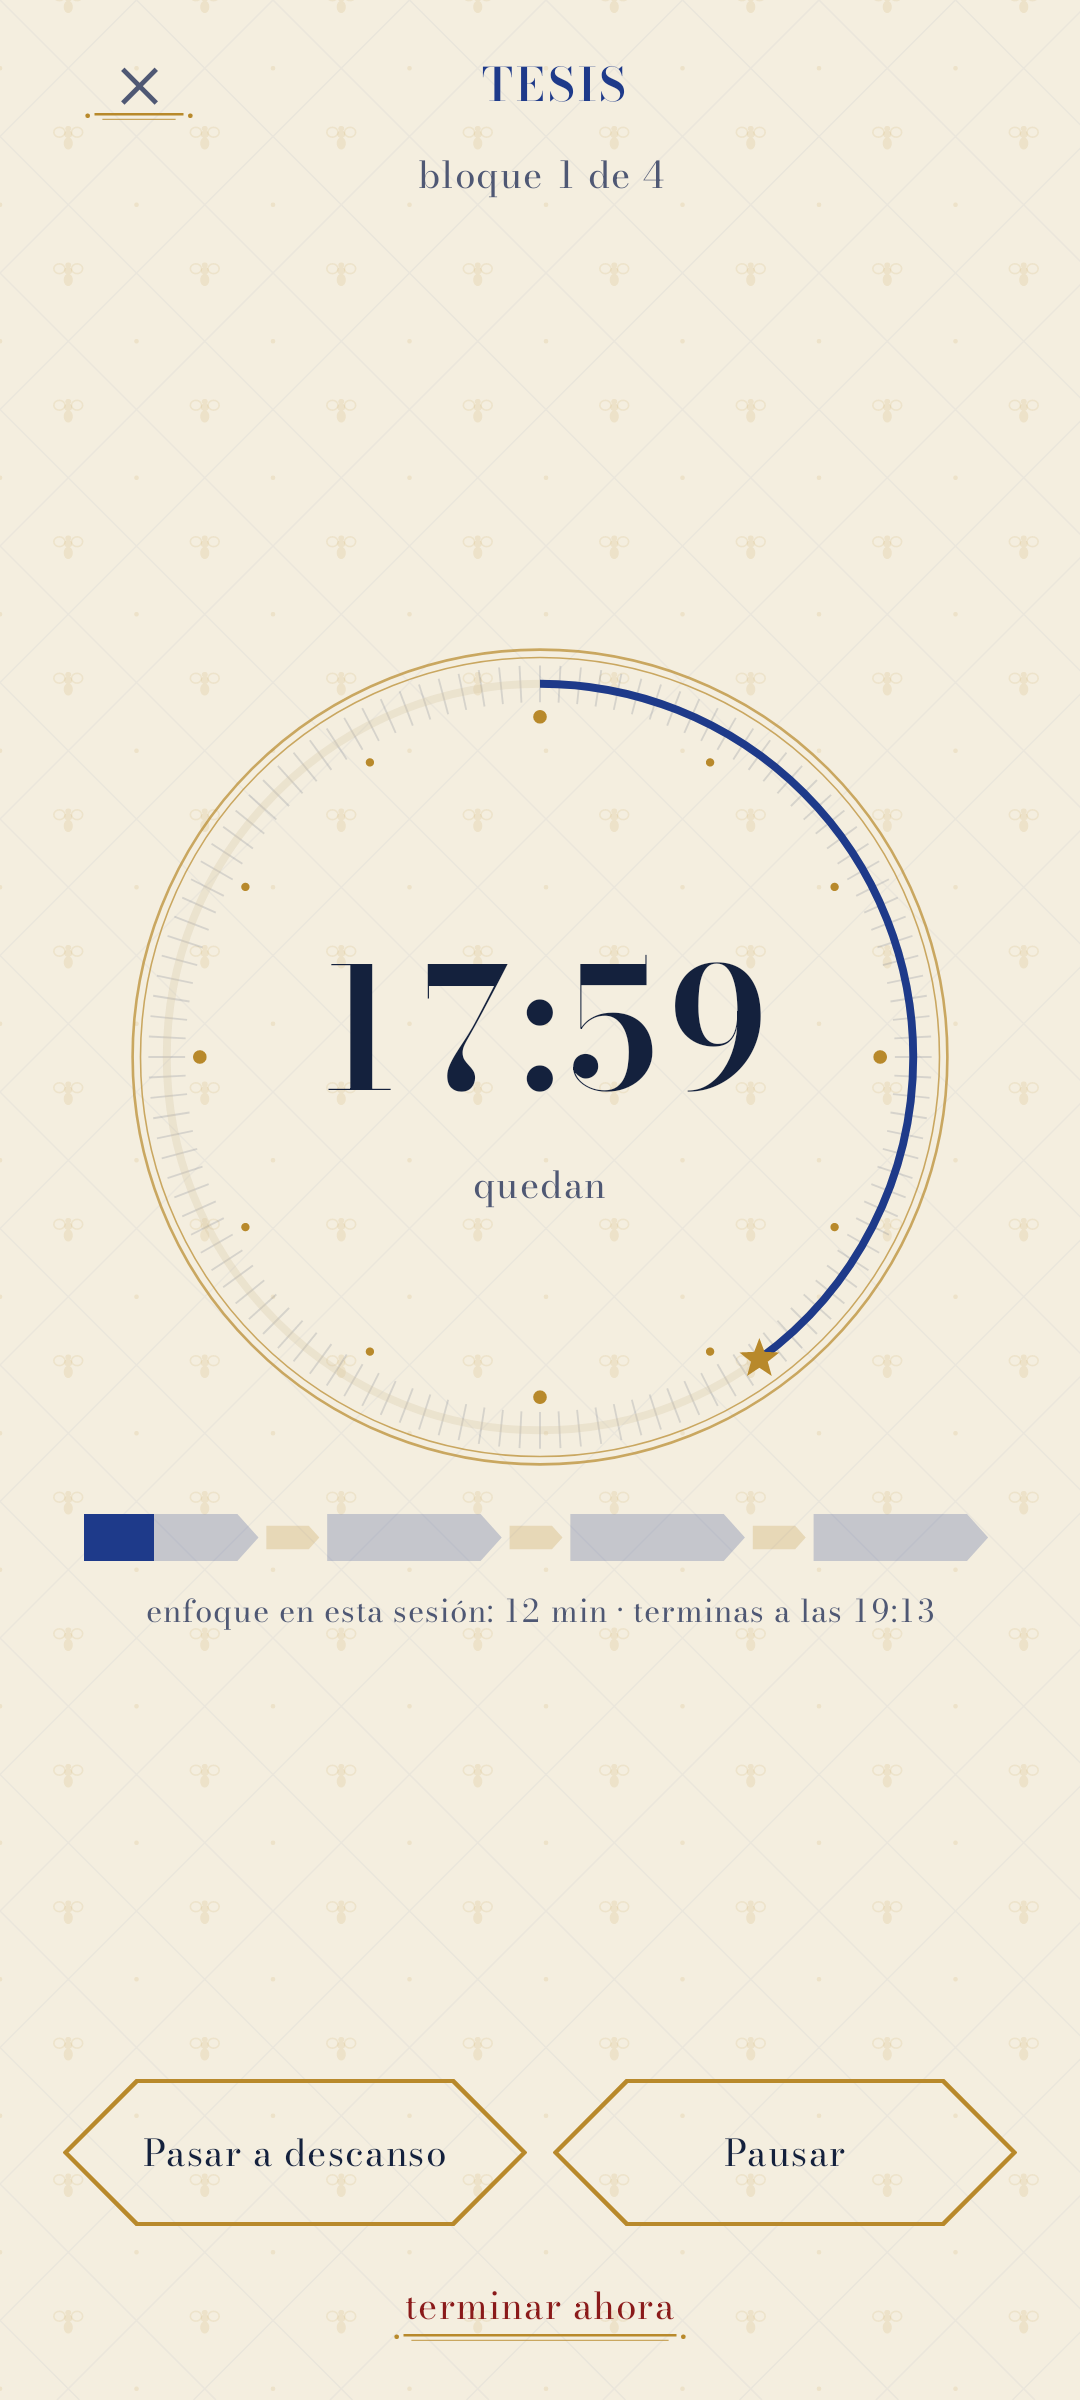 TESIS
bloque 1 de 4
17:59
quedan
enfoque en esta sesión: 12 min · terminas a las 19:13
Pasar a descanso
Pausar
terminar ahora